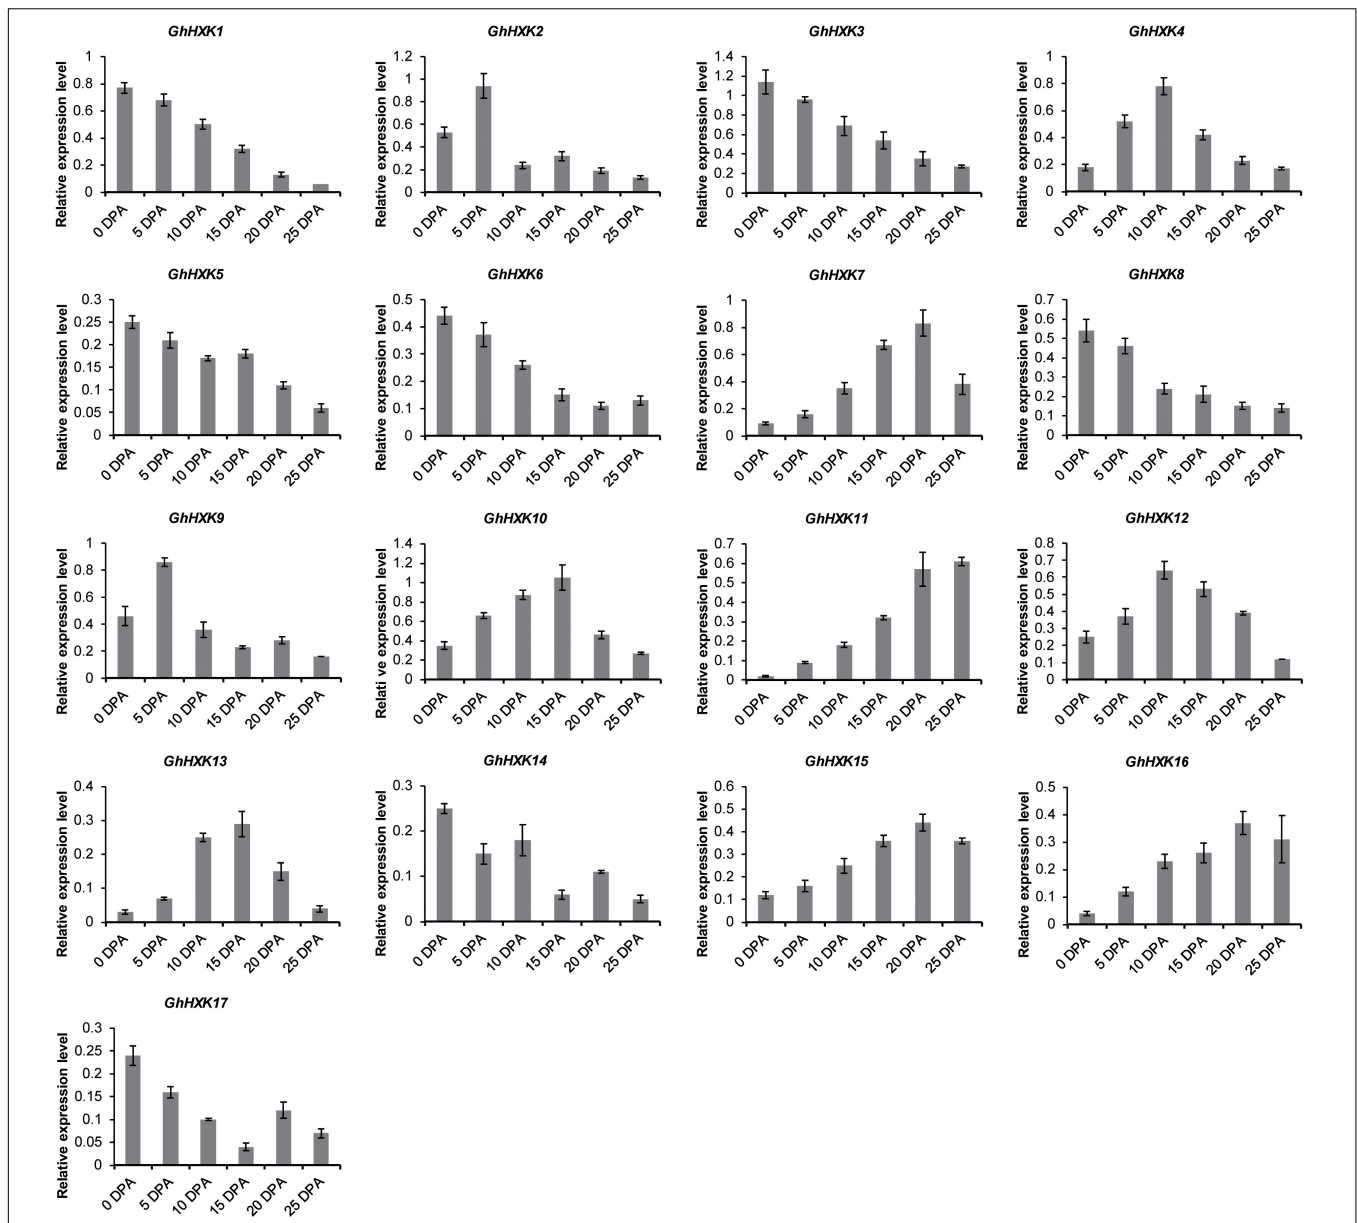 GhHXK1
Relative expression level
1
0.8
0.6
0.4
0.2
0
0 DPA
5 DPA
10 DPA
15 DPA
20 DPA
25 DPA
GhHXK2
Relative expression level
1.2
1
0.8
0.6
0.4
0.2
0
0 DPA
5 DPA
10 DPA
15 DPA
20 DPA
25 DPA
GhHXK3
Relative expression level
1.4
1.2
1
0.8
0.6
0.4
0.2
0
0 DPA
5 DPA
10 DPA
15 DPA
20 DPA
25 DPA
GhHXK4
Relative expression level
1
0.8
0.6
0.4
0.2
0
0 DPA
5 DPA
10 DPA
15 DPA
20 DPA
25 DPA
GhHXK5
Relative expression level
0.3
0.25
0.2
0.15
0.1
0.05
0
0 DPA
5 DPA
10 DPA
15 DPA
20 DPA
25 DPA
GhHXK6
Relative expression level
0.5
0.4
0.3
0.2
0.1
0
0 DPA
5 DPA
10 DPA
15 DPA
20 DPA
25 DPA
GhHXK7
Relative expression level
1
0.8
0.6
0.4
0.2
0
0 DPA
5 DPA
10 DPA
15 DPA
20 DPA
25 DPA
GhHXK8
Relative expression level
0.7
0.6
0.5
0.4
0.3
0.2
0.1
0
0 DPA
5 DPA
10 DPA
15 DPA
20 DPA
25 DPA
GhHXK9
Relative expression level
1
0.8
0.6
0.4
0.2
0
0 DPA
5 DPA
10 DPA
15 DPA
20 DPA
25 DPA
GhHXK10
Relati ve expression level
1.4
1.2
1.0
0.8
0.6
0.4
0.2
0
0 DPA
5 DPA
10 DPA
15 DPA
20 DPA
25 DPA
GhHXK11
Relative expression level
0.7
0.6
0.5
0.4
0.3
0.2
0.1
0
0 DPA
5 DPA
10 DPA
15 DPA
20 DPA
25 DPA
GhHXK12
Relative expression level
0.8
0.7
0.6
0.5
0.4
0.3
0.2
0.1
0
0 DPA
5 DPA
10 DPA
15 DPA
20 DPA
25 DPA
GhHXK13
Relative expression level
0.4
0.3
0.2
0.1
0
0 DPA
5 DPA
10 DPA
15 DPA
20 DPA
25 DPA
GhHXK14
Relative expression level
0.3
0.2
0.1
0
0 DPA
5 DPA
10 DPA
15 DPA
20 DPA
25 DPA
GhHXK15
Relative expression level
0.6
0.5
0.4
0.3
0.2
0.1
0
0 DPA
5 DPA
10 DPA
15 DPA
20 DPA
25 DPA
GhHXK16
Relative expression level
0.5
0.4
0.3
0.2
0.1
0
0 DPA
5 DPA
10 DPA
15 DPA
20 DPA
25 DPA
GhHXK17
Relative expression level
0.3
0.25
0.2
0.15
0.1
0.05
0
0 DPA
5 DPA
10 DPA
15 DPA
20 DPA
25 DPA